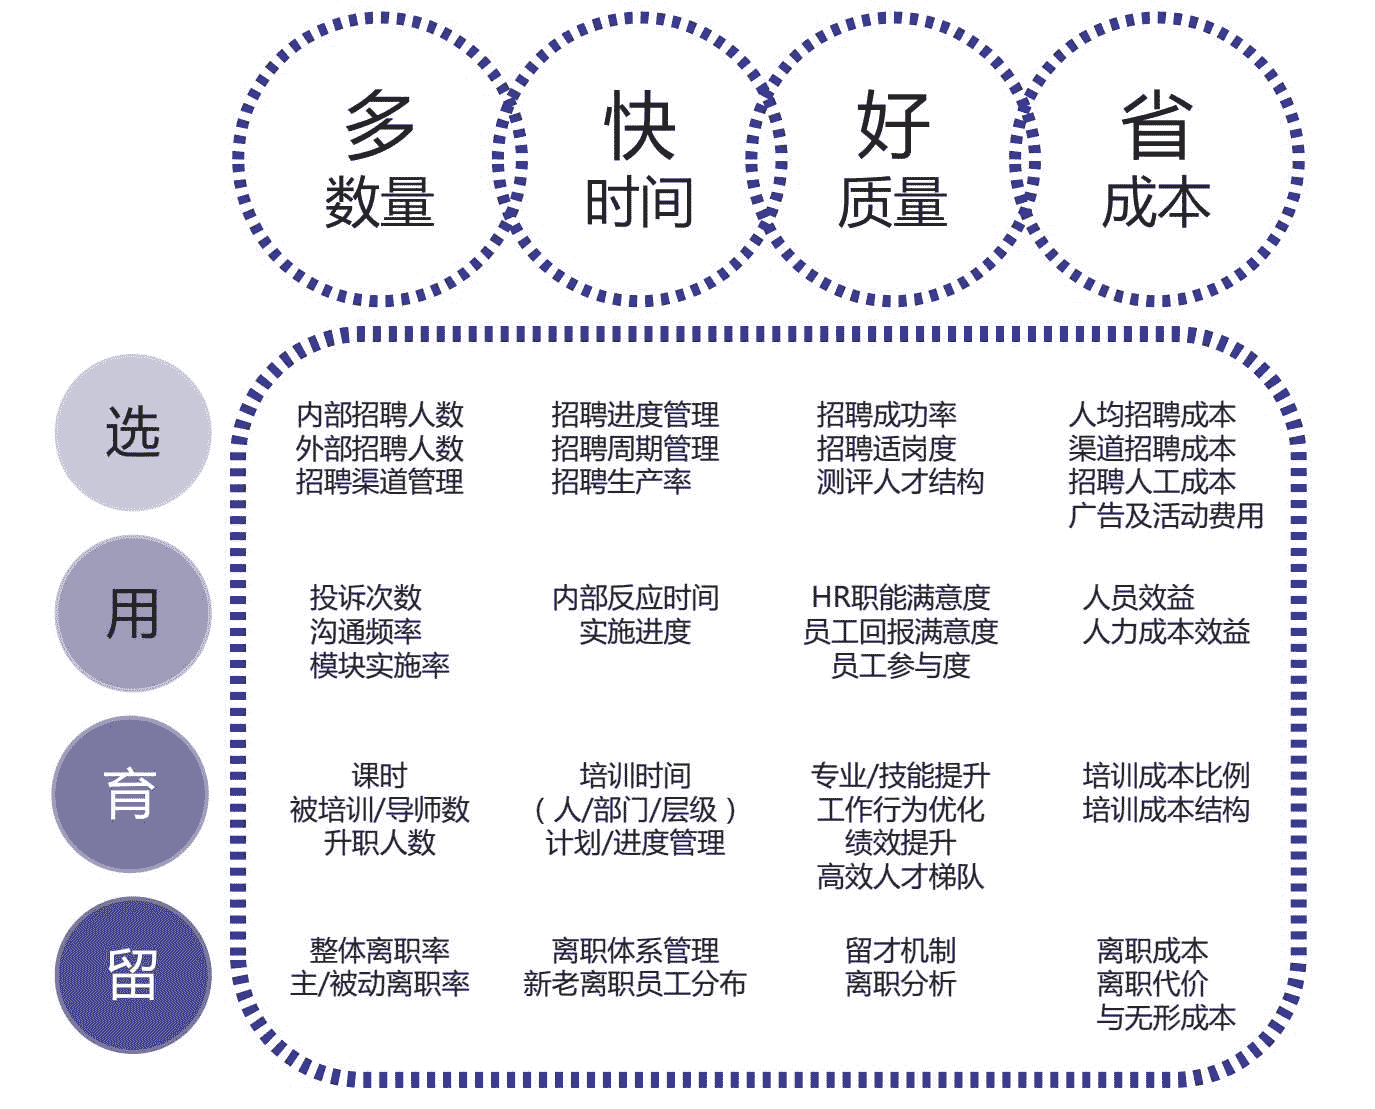 多
数量
快
时间
好
质量
省
成本
选
内部招聘人数
外部招聘人数
招聘渠道管理
招聘进度管理
招聘周期管理
招聘生产率
招聘成功率
招聘适岗度
测评人才结构
人均招聘成本
渠道招聘成本
招聘人工成本
广告及活动费用
用
投诉次数
沟通频率
模块实施率
内部反应时间
实施进度
HR职能满意度
员工回报满意度
员工参与度
人员效益
人力成本效益
育
课时
被培训/导师数
升职人数
培训时间
（人/部门/层级）
计划/进度管理
专业/技能提升
工作行为优化
绩效提升
高效人才梯队
培训成本比例
培训成本结构
留
整体离职率
主/被动离职率
离职体系管理
新老离职员工分布
留才机制
离职分析
离职成本
离职代价
与无形成本